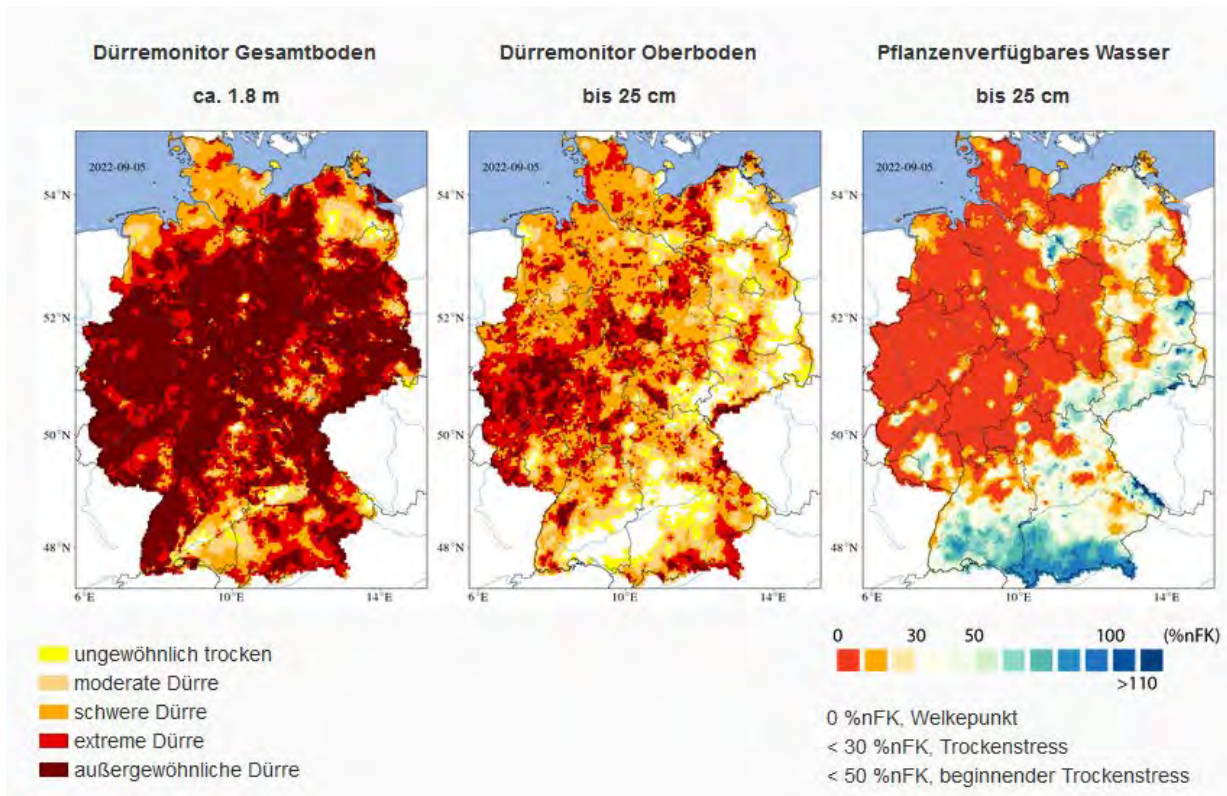 Dürremonitor Gesamtboden
ca. 1.8 m
Dürremonitor Oberboden
bis 25 cm
Pflanzenverfügbares Wasser
bis 25 cm
2022-09-05
54°N
52°N
50°N
48°N
6°E
10°E
14°E
2022-09-05
54°N
52°N
50°N
48°N
6°E
10°E
14°E
2022-09-05
54°N
52°N
50°N
48°N
6°E
10°E
14°E
ungewöhnlich trocken
moderate Dürre
schwere Dürre
extreme Dürre
außergewöhnliche Dürre
0 30 50 100 (%nFK)
>110
0 %nFK, Welkepunkt
< 30 %nFK, Trockenstress
< 50 %nFK, beginnender Trockenstress